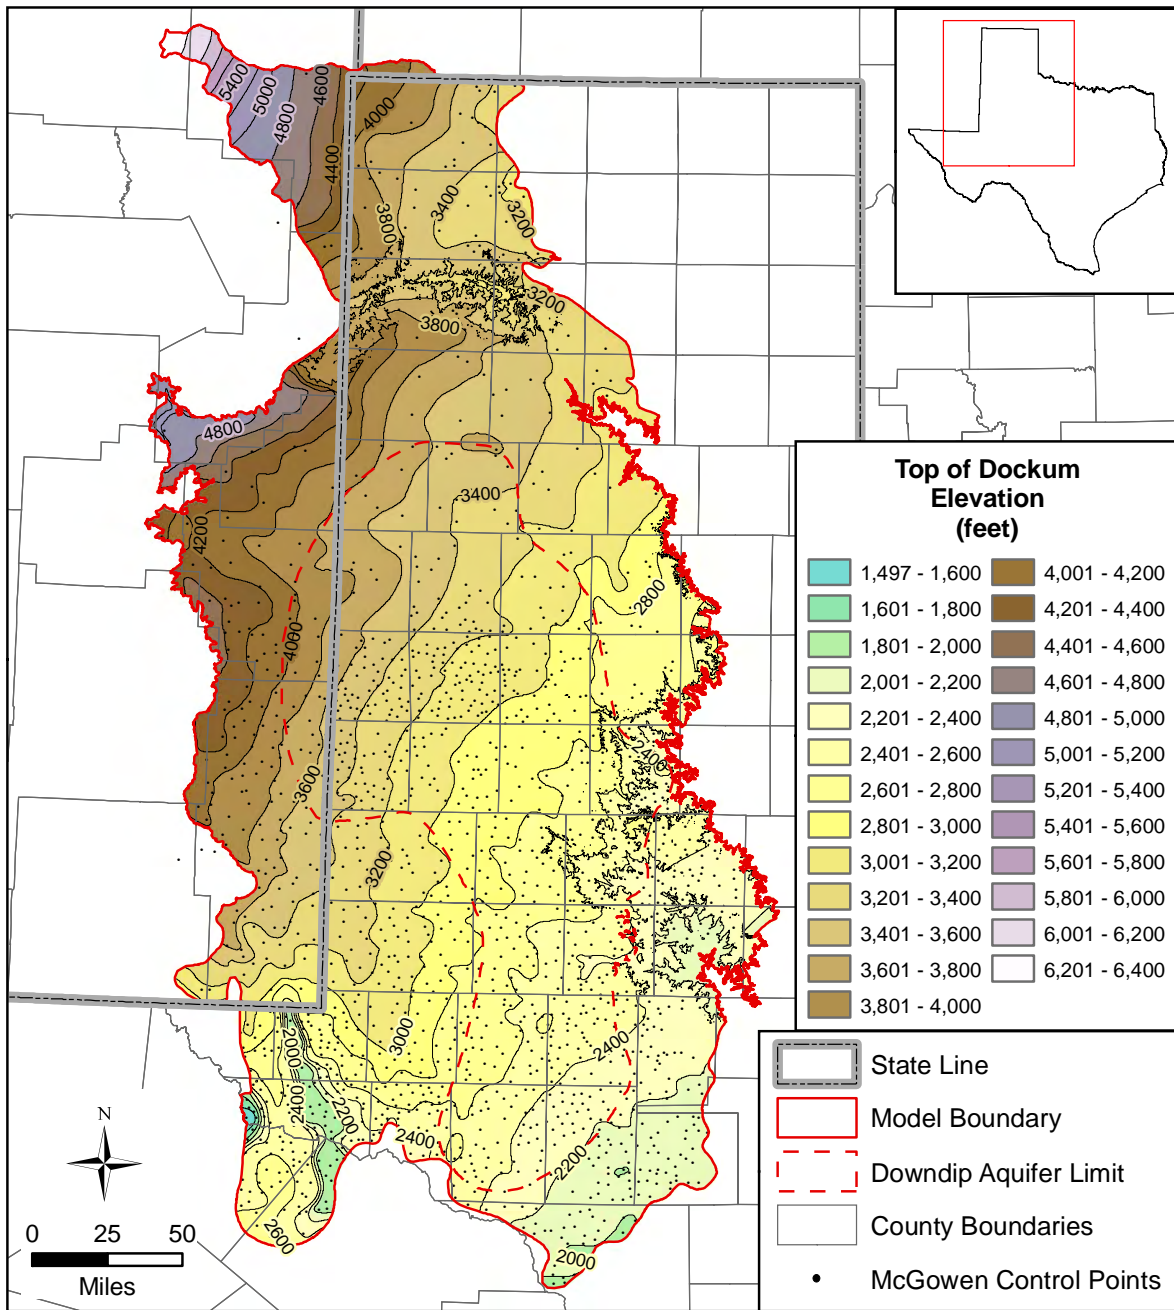 5400
5000
4800
4600
4400
4000
3800
3400
3200
3200
3800
4800
4200
3400
2800
4000
3600
2400
3200
3000
2000
2400
2200
2400
2400
2200
2600
2000
Top of Dockum
Elevation
(feet)
1,497 - 1,600
1,601 - 1,800
1,801 - 2,000
2,001 - 2,200
2,201 - 2,400
2,401 - 2,600
2,601 - 2,800
2,801 - 3,000
3,001 - 3,200
3,201 - 3,400
3,401 - 3,600
3,601 - 3,800
3,801 - 4,000
4,001 - 4,200
4,201 - 4,400
4,401 - 4,600
4,601 - 4,800
4,801 - 5,000
5,001 - 5,200
5,201 - 5,400
5,401 - 5,600
5,601 - 5,800
5,801 - 6,000
6,001 - 6,200
6,201 - 6,400
State Line
Model Boundary
Downdip Aquifer Limit
County Boundaries
McGowen Control Points
N
0 25 50
Miles